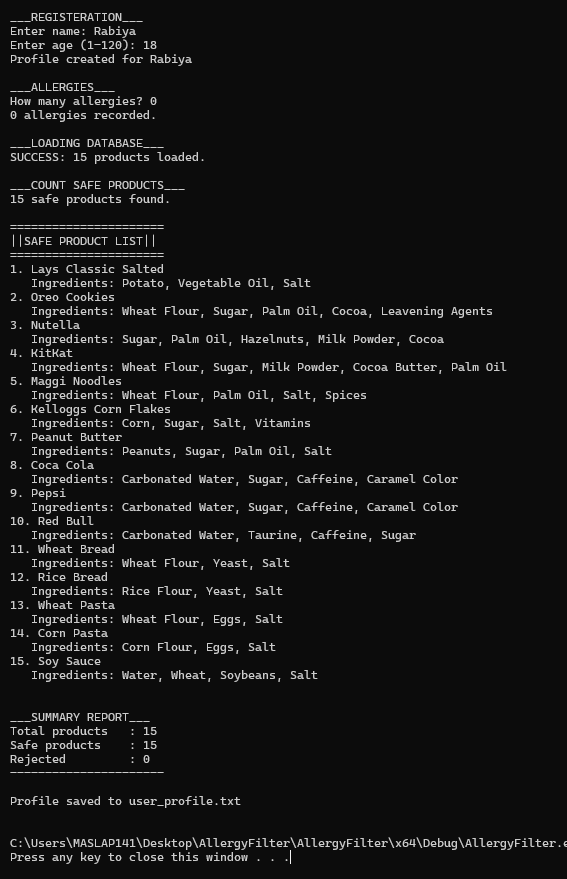 ___REGISTERATION___
Enter name: Rabiya
Enter age (1-120): 18
Profile created for Rabiya
___ALLERGIES___
How many allergies? 0
0 allergies recorded.
___LOADING DATABASE___
SUCCESS: 15 products loaded.
___COUNT SAFE PRODUCTS___
15 safe products found.
======================
||SAFE PRODUCT LIST||
======================
1. Lays Classic Salted
   Ingredients: Potato, Vegetable Oil, Salt
2. Oreo Cookies
   Ingredients: Wheat Flour, Sugar, Palm Oil, Cocoa, Leavening Agents
3. Nutella
   Ingredients: Sugar, Palm Oil, Hazelnuts, Milk Powder, Cocoa
4. KitKat
   Ingredients: Wheat Flour, Sugar, Milk Powder, Cocoa Butter, Palm Oil
5. Maggi Noodles
   Ingredients: Wheat Flour, Palm Oil, Salt, Spices
6. Kelloggs Corn Flakes
   Ingredients: Corn, Sugar, Salt, Vitamins
7. Peanut Butter
   Ingredients: Peanuts, Sugar, Palm Oil, Salt
8. Coca Cola
   Ingredients: Carbonated Water, Sugar, Caffeine, Caramel Color
9. Pepsi
   Ingredients: Carbonated Water, Sugar, Caffeine, Caramel Color
10. Red Bull
   Ingredients: Carbonated Water, Taurine, Caffeine, Sugar
11. Wheat Bread
   Ingredients: Wheat Flour, Yeast, Salt
12. Rice Bread
   Ingredients: Rice Flour, Yeast, Salt
13. Wheat Pasta
   Ingredients: Wheat Flour, Eggs, Salt
14. Corn Pasta
   Ingredients: Corn Flour, Eggs, Salt
15. Soy Sauce
   Ingredients: Water, Wheat, Soybeans, Salt
___SUMMARY REPORT___
Total products   : 15
Safe products    : 15
Rejected         : 0
----------------------
Profile saved to user_profile.txt
C:\Users\MASLAP141\Desktop\AllergyFilter\AllergyFilter\x64\Debug\AllergyFilter.e
Press any key to close this window . . .